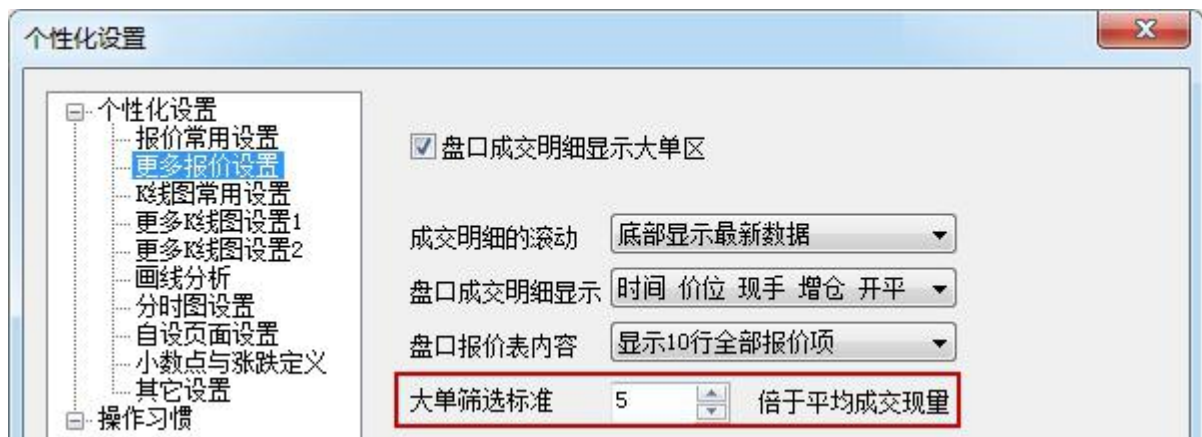 个性化设置
个性化设置
报价常用设置
更多报价设置
K线图常用设置
更多K线图设置1
更多K线图设置2
画线分析
分时图设置
自设页面设置
小数点与涨跌定义
其它设置
操作习惯
盘口成交明细显示大单区
成交明细的滚动 底部显示最新数据
盘口成交明细显示 时间 价位 现手 增仓 开平
盘口报价表内容 显示10行全部报价项
大单筛选标准 5 倍于平均成交现量